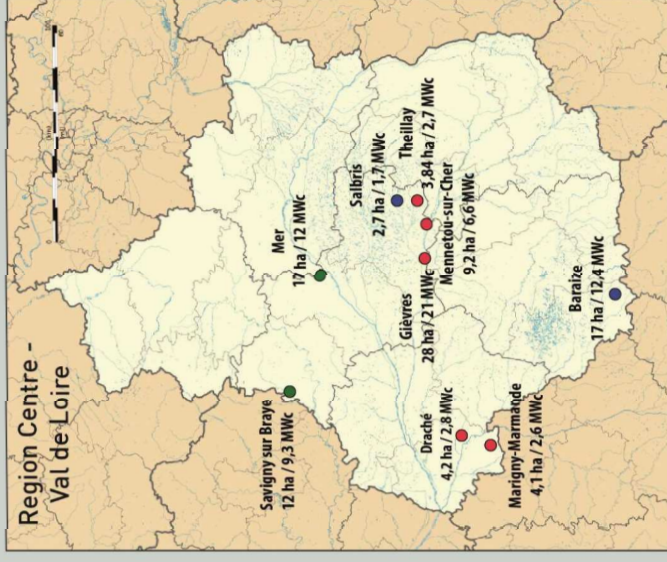 Region Centre -
Val de Loire
Savigny sur Braye
12 ha / 9,3 MWc
Mer
17 ha / 12 MWc
Salbris
2,7 ha / 1,7 MWc
Theillay
3,84 ha / 2,7 MWc
Mennetou-sur-Cher
9,2 ha / 6,6 MWc
Gièvres
28 ha / 21 MWc
Draché
4,2 ha / 2,8 MWc
Marigny-Marmande
4,1 ha / 2,6 MWc
Baraize
17 ha / 12,4 MWc